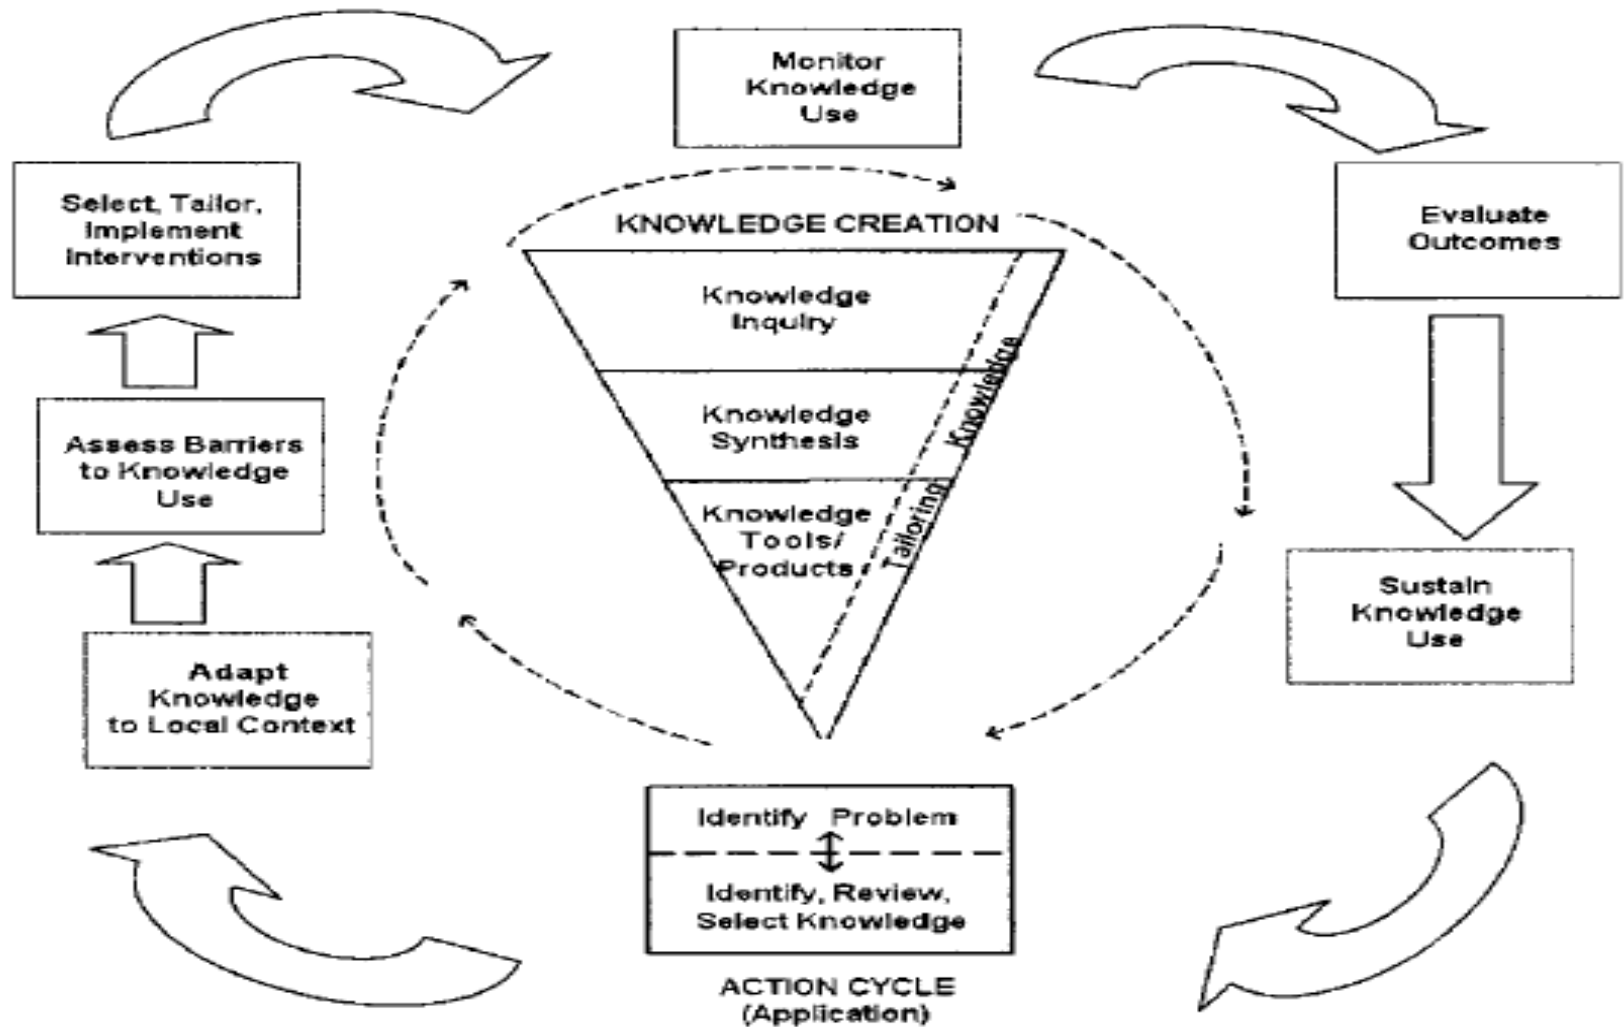 Monitor
Knowledge
Use
Select, Tailor,
Implement
Interventions
Evaluate
Outcomes
KNOWLEDGE CREATION
Knowledge
Inquiry
Knowledge
Synthesis
Knowledge
Tools/
Products
Tailoring Knowledge
Assess Barriers
to Knowledge
Use
Sustain
Knowledge
Use
Adapt
Knowledge
to Local Context
Identify Problem
Identify, Review,
Select Knowledge
ACTION CYCLE
(Application)